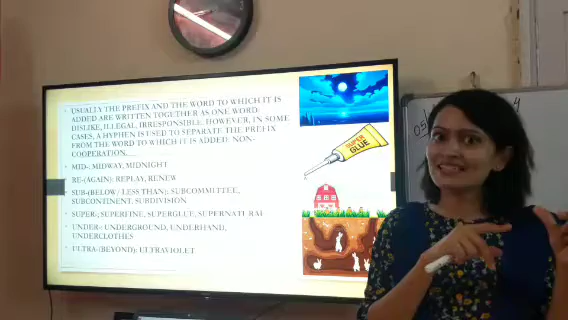 USUALLY THE PREFIX AND THE WORD TO WHICH IT IS
ADDED ARE WRITTEN TOGETHER AS ONE WORD:
DISLIKE, ILLEGAL, IRRESPONSIBLE. HOWEVER, IN SOME
CASES, A HYPHEN IS USED TO SEPARATE THE PREFIX
FROM THE WORD TO WHICH IT IS ADDED: NON-
COOPERATION.
MID-, MIDWAY, MIDNIGHT
RE-(AGAIN): REPLAY, RENEW
SUB-(BELOW / LESS THAN): SUBCOMMITTEE,
SUBCONTINENT, SUBDIVISION
SUPER-; SUPERFINE, SUPERGLUE, SUPERNATURAL
UNDER-: UNDERGROUND, UNDERHAND,
UNDERCLOTHES
ULTRA-(BEYOND): ULTRAVIOLET
SUPER
GLUE